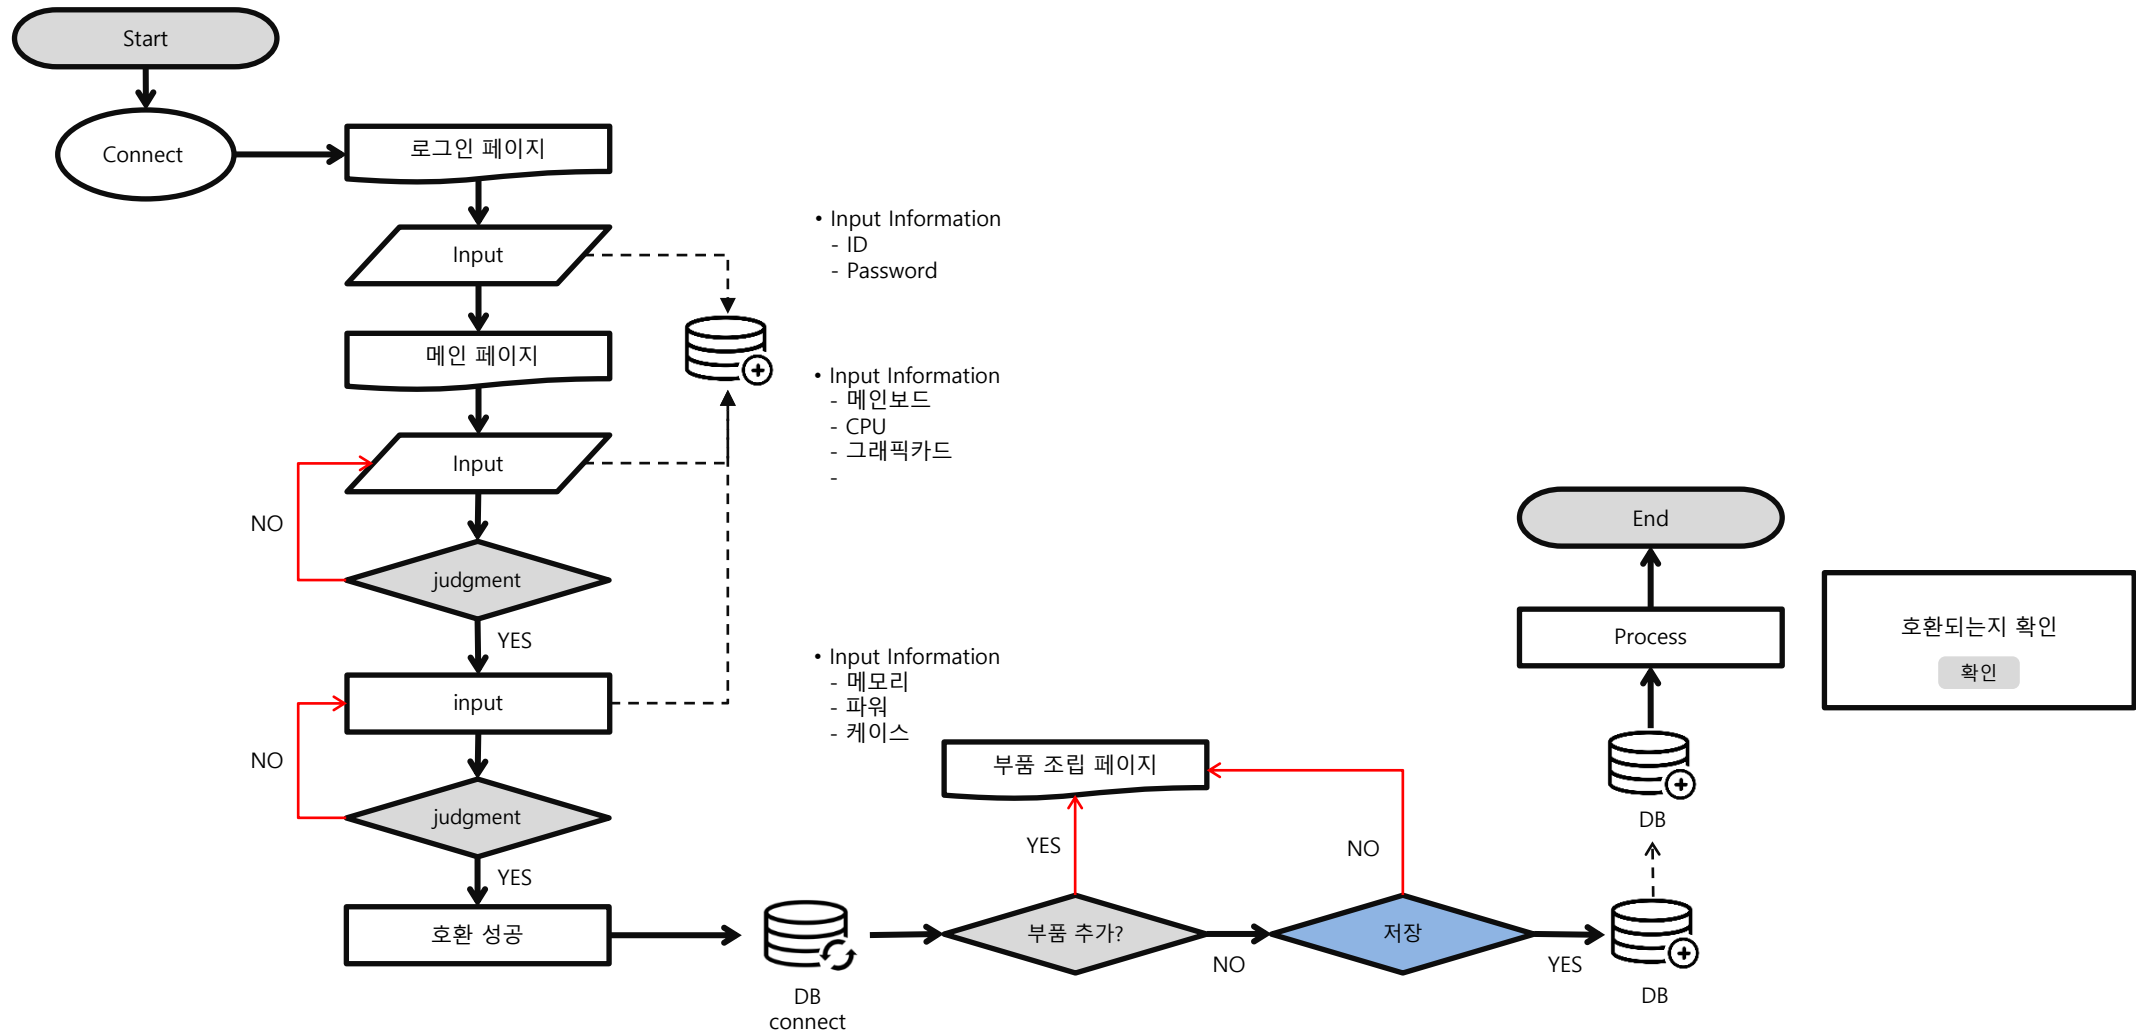 Start
Connect
로그인 페이지
Input
• Input Information
- ID
- Password
메인 페이지
• Input Information
- 메인보드
- CPU
- 그래픽카드
-
Input
NO
judgment
YES
End
Process
호환되는지 확인
확인
• Input Information
- 메모리
- 파워
- 케이스
input
NO
judgment
YES
부품 조립 페이지
YES
NO
DB
호환 성공
DB
connect
부품 추가?
NO
저장
YES
DB